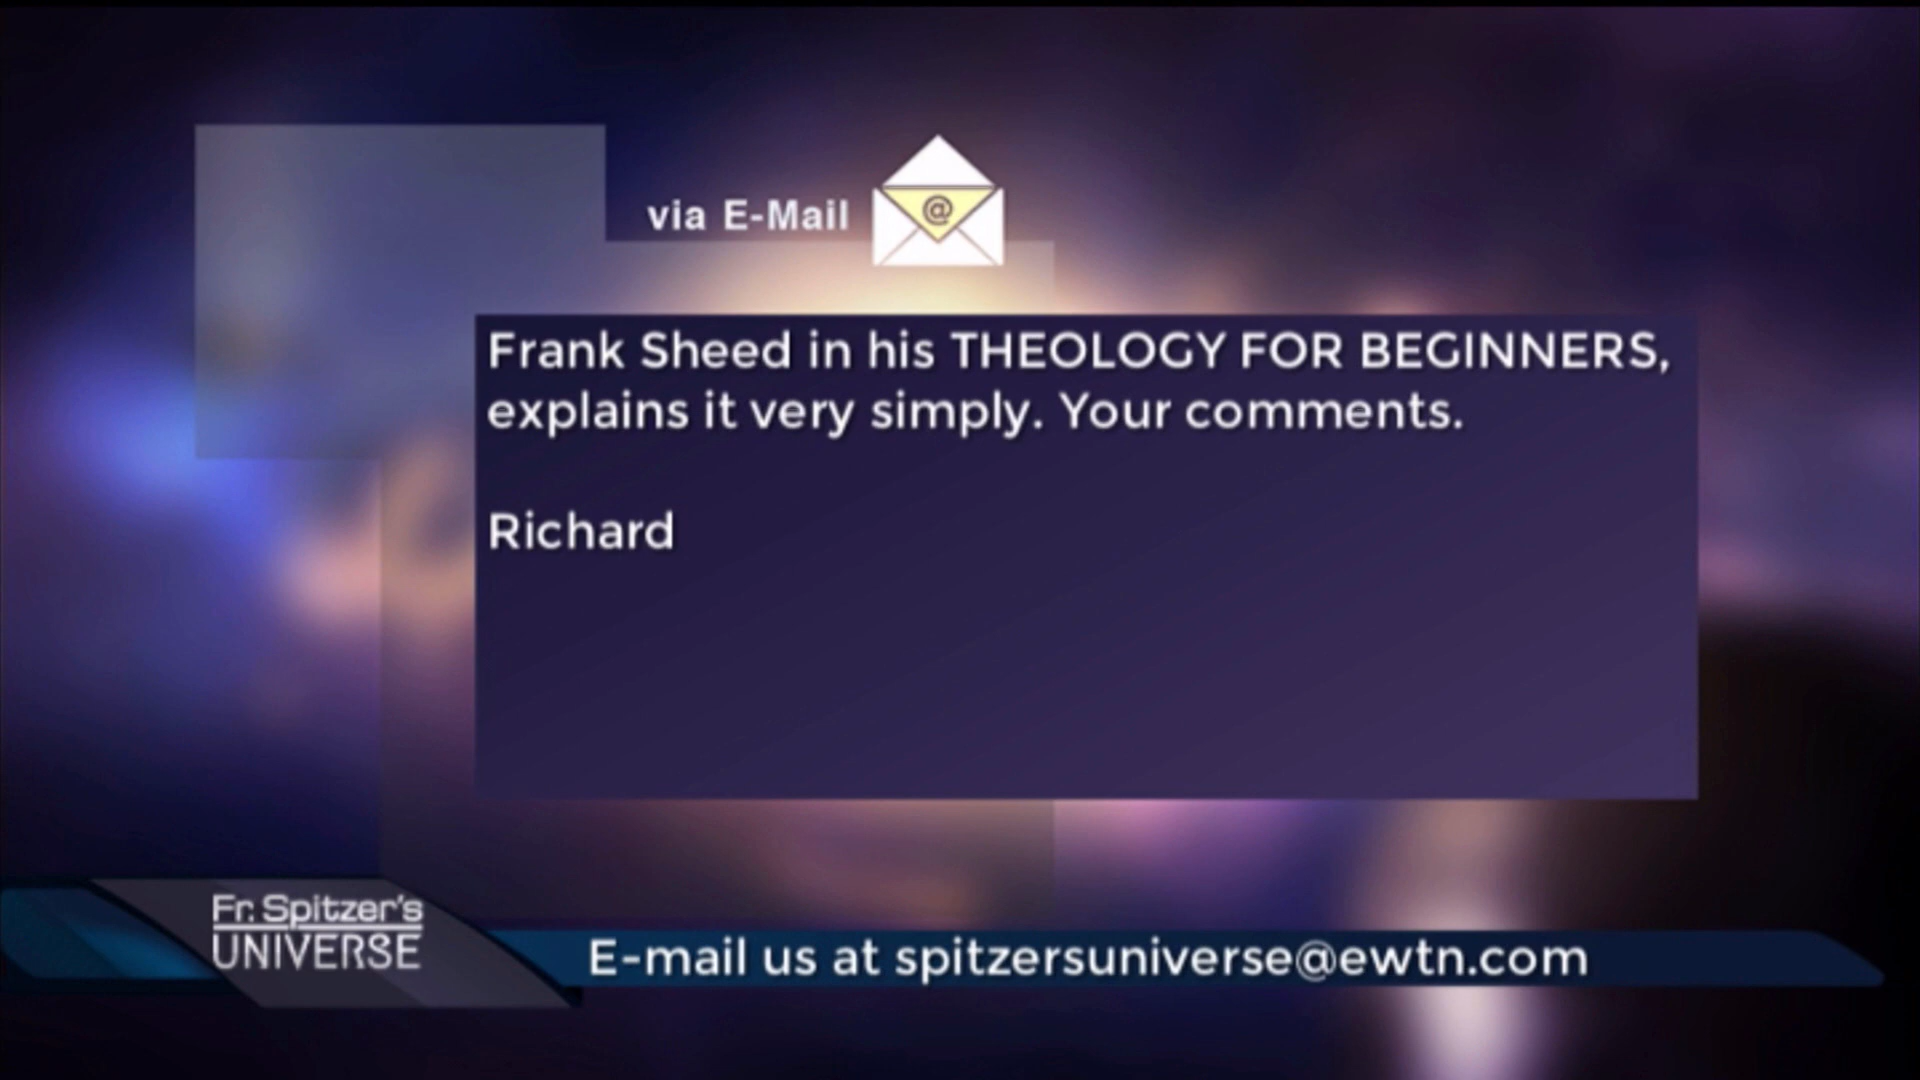 via E-Mail
@
Frank Sheed in his THEOLOGY FOR BEGINNERS,
explains it very simply. Your comments.
Richard
Fr. Spitzer's
UNIVERSE
E-mail us at spitzersuniverse@ewtn.com